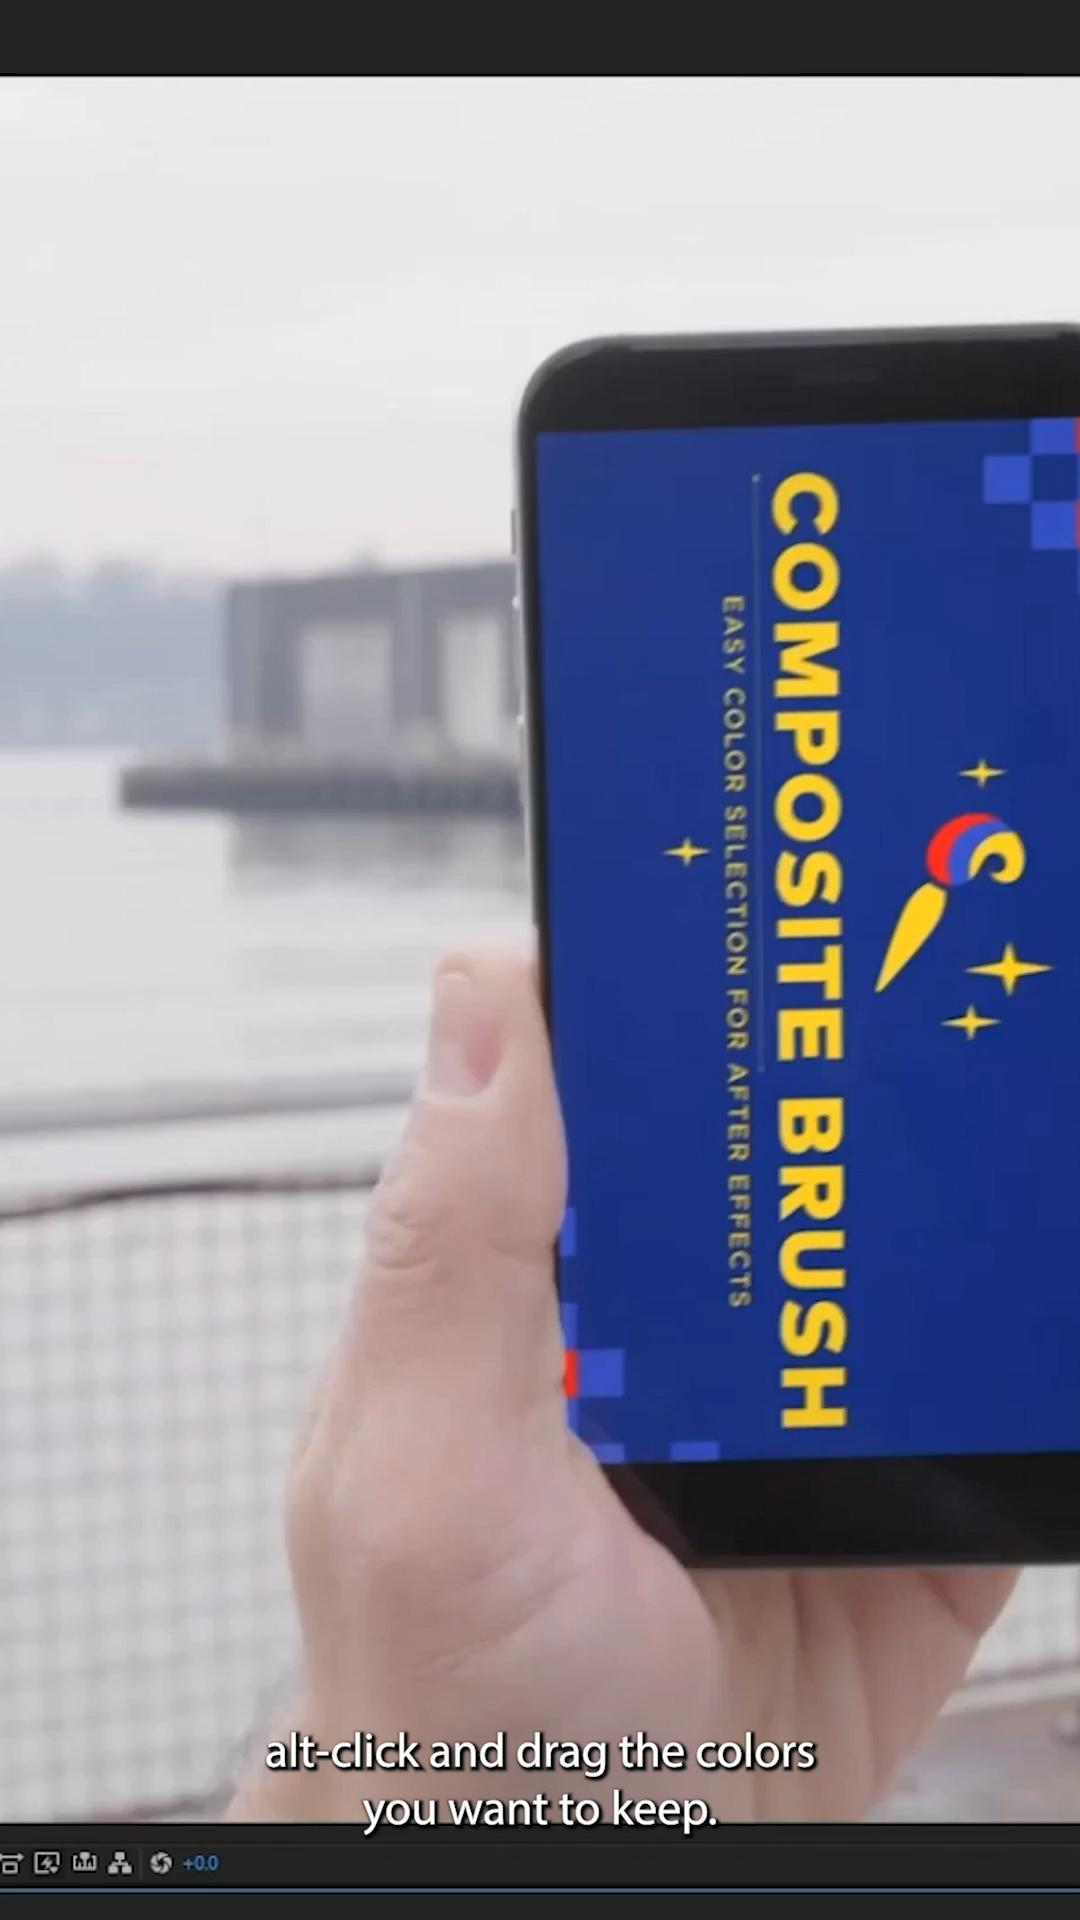 COMPOSITE BRUSH
EASY COLOR SELECTION FOR AFTER EFFECTS
alt-click and drag the colors
you want to keep.
+0.0